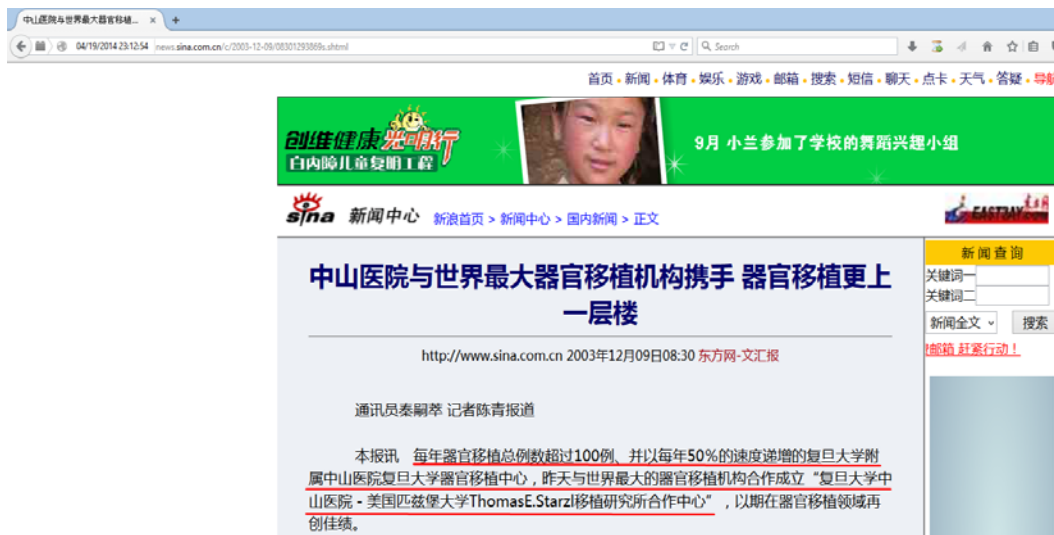 中山医院与世界最大器官移植... × +
04/19/2014 23:12:54 news.sina.com.cn/c/2003-12-09/08301293869s.shtml Search
首页 新闻 体育 娱乐 游戏 邮箱 搜索 短信 聊天 点卡 天气 答疑 导航
创维健康光明行
白内障儿童复明工程
9月 小兰参加了学校的舞蹈兴趣小组
sina 新闻中心 新浪首页 > 新闻中心 > 国内新闻 > 正文
EASTDAY.com
新闻查询
关键词一
关键词二
新闻全文 搜索
邮箱 赶紧行动！
中山医院与世界最大器官移植机构携手 器官移植更上
一层楼
http://www.sina.com.cn 2003年12月09日08:30 东方网-文汇报
通讯员秦嗣萃 记者陈青报道
本报讯 每年器官移植总例数超过100例、并以每年50%的速度递增的复旦大学附
属中山医院复旦大学器官移植中心，昨天与世界最大的器官移植机构合作成立“复旦大学中
山医院－美国匹兹堡大学ThomasE.Starzl移植研究所合作中心”，以期在器官移植领域再
创佳绩。